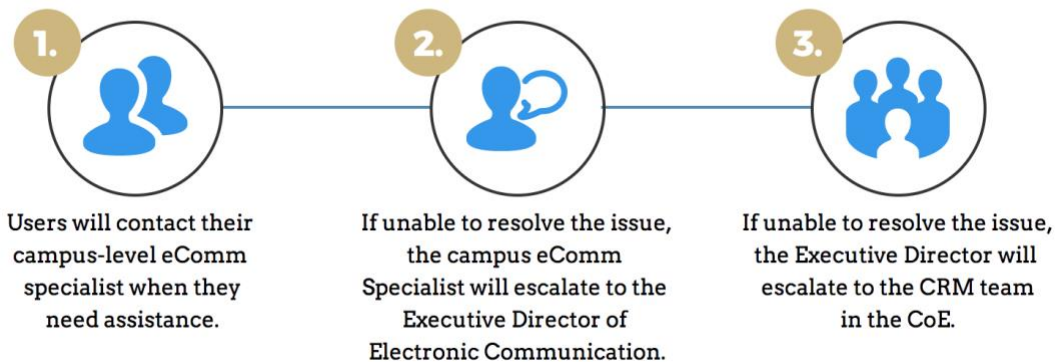 1.
Users will contact their
campus-level eComm
specialist when they
need assistance.
2.
If unable to resolve the issue,
the campus eComm
Specialist will escalate to the
Executive Director of
Electronic Communication.
3.
If unable to resolve the issue,
the Executive Director will
escalate to the CRM team
in the CoE.